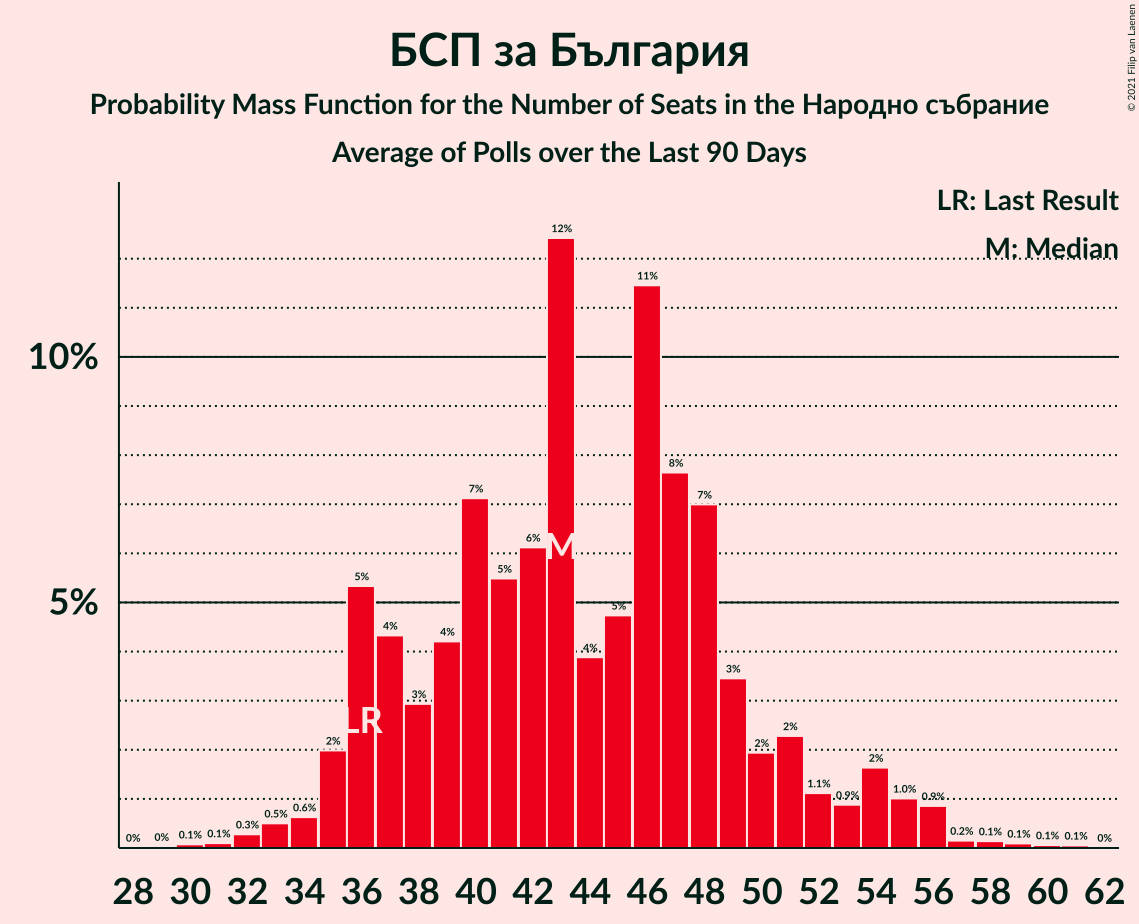 БСП за България
Probability Mass Function for the Number of Seats in the Народно събрание
Average of Polls over the Last 90 Days
© 2021 Filip van Laenen
LR: Last Result
M: Median
10%
5%
0% 0% 0.1% 0.1% 0.3% 0.5% 0.6% 2% 5% 4% 3% 4% 7% 5% 6% 12% 4% 5% 11% 8% 7% 3% 2% 2% 1.1% 0.9% 2% 1.0% 0.9% 0.2% 0.1% 0.1% 0.1% 0.1% 0%
LR
M
28 30 32 34 36 38 40 42 44 46 48 50 52 54 56 58 60 62